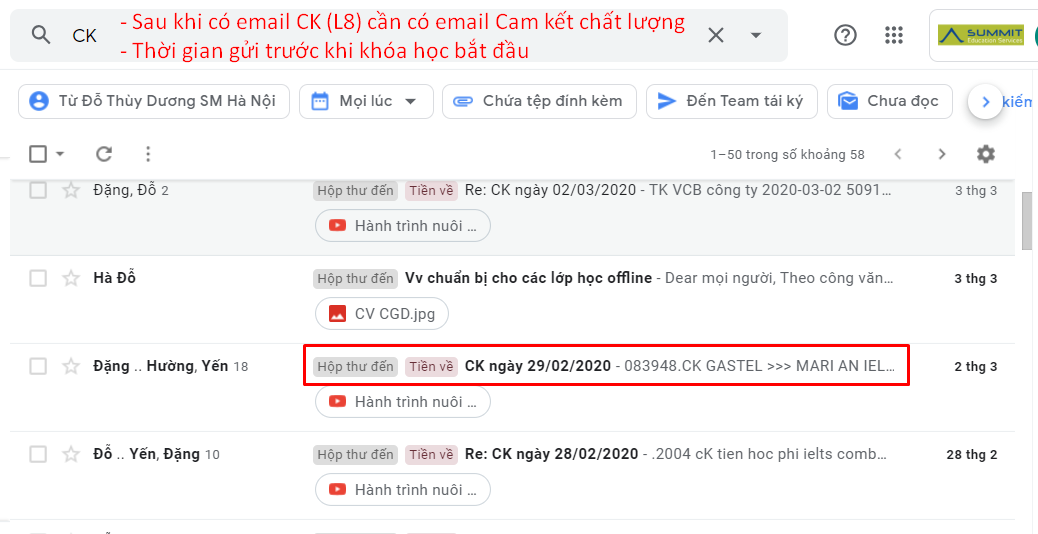 - Sau khi có email CK (L8) cần có email Cam kết chất lượng
CK
- Thời gian gửi trước khi khóa học bắt đầu
SUMMIT
Education Services
Từ Đỗ Thùy Dương SM Hà Nội
Mọi lúc
Chứa tệp đính kèm
Đến Team tái ký
Chưa đọc
kiếm
1–50 trong số khoảng 58
Đặng, Đỗ 2 Hộp thư đến Tiền về Re: CK ngày 02/03/2020 - TK VCB công ty 2020-03-02 5091... 3 thg 3
Hành trình nuôi ...
Hà Đỗ Hộp thư đến Vv chuẩn bị cho các lớp học offline - Dear mọi người, Theo công văn... 3 thg 3
CV CGD.jpg
Đặng .. Hường, Yến 18 Hộp thư đến Tiền về CK ngày 29/02/2020 - 083948.CK GASTEL >>> MARI AN IEL... 2 thg 3
Hành trình nuôi ...
Đỗ .. Yến, Đặng 10 Hộp thư đến Tiền về Re: CK ngày 28/02/2020 - .2004 cK tien hoc phi ielts comb... 28 thg 2
Hành trình nuôi ...